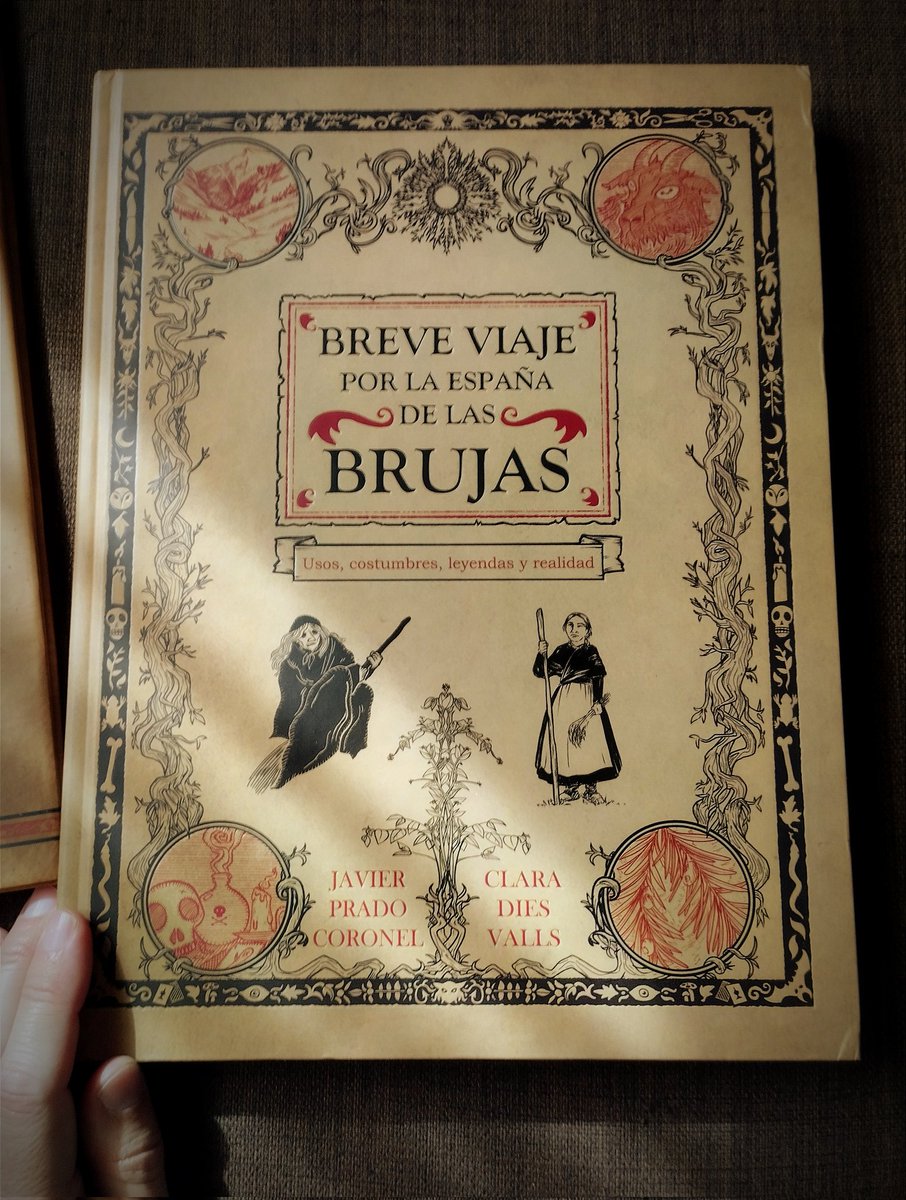 BREVE VIAJE
POR LA ESPAÑA
DE LAS
BRUJAS
Usos, costumbres, leyendas y realidad
JAVIER
PRADO
CORONEL
CLARA
DIES
VALLS